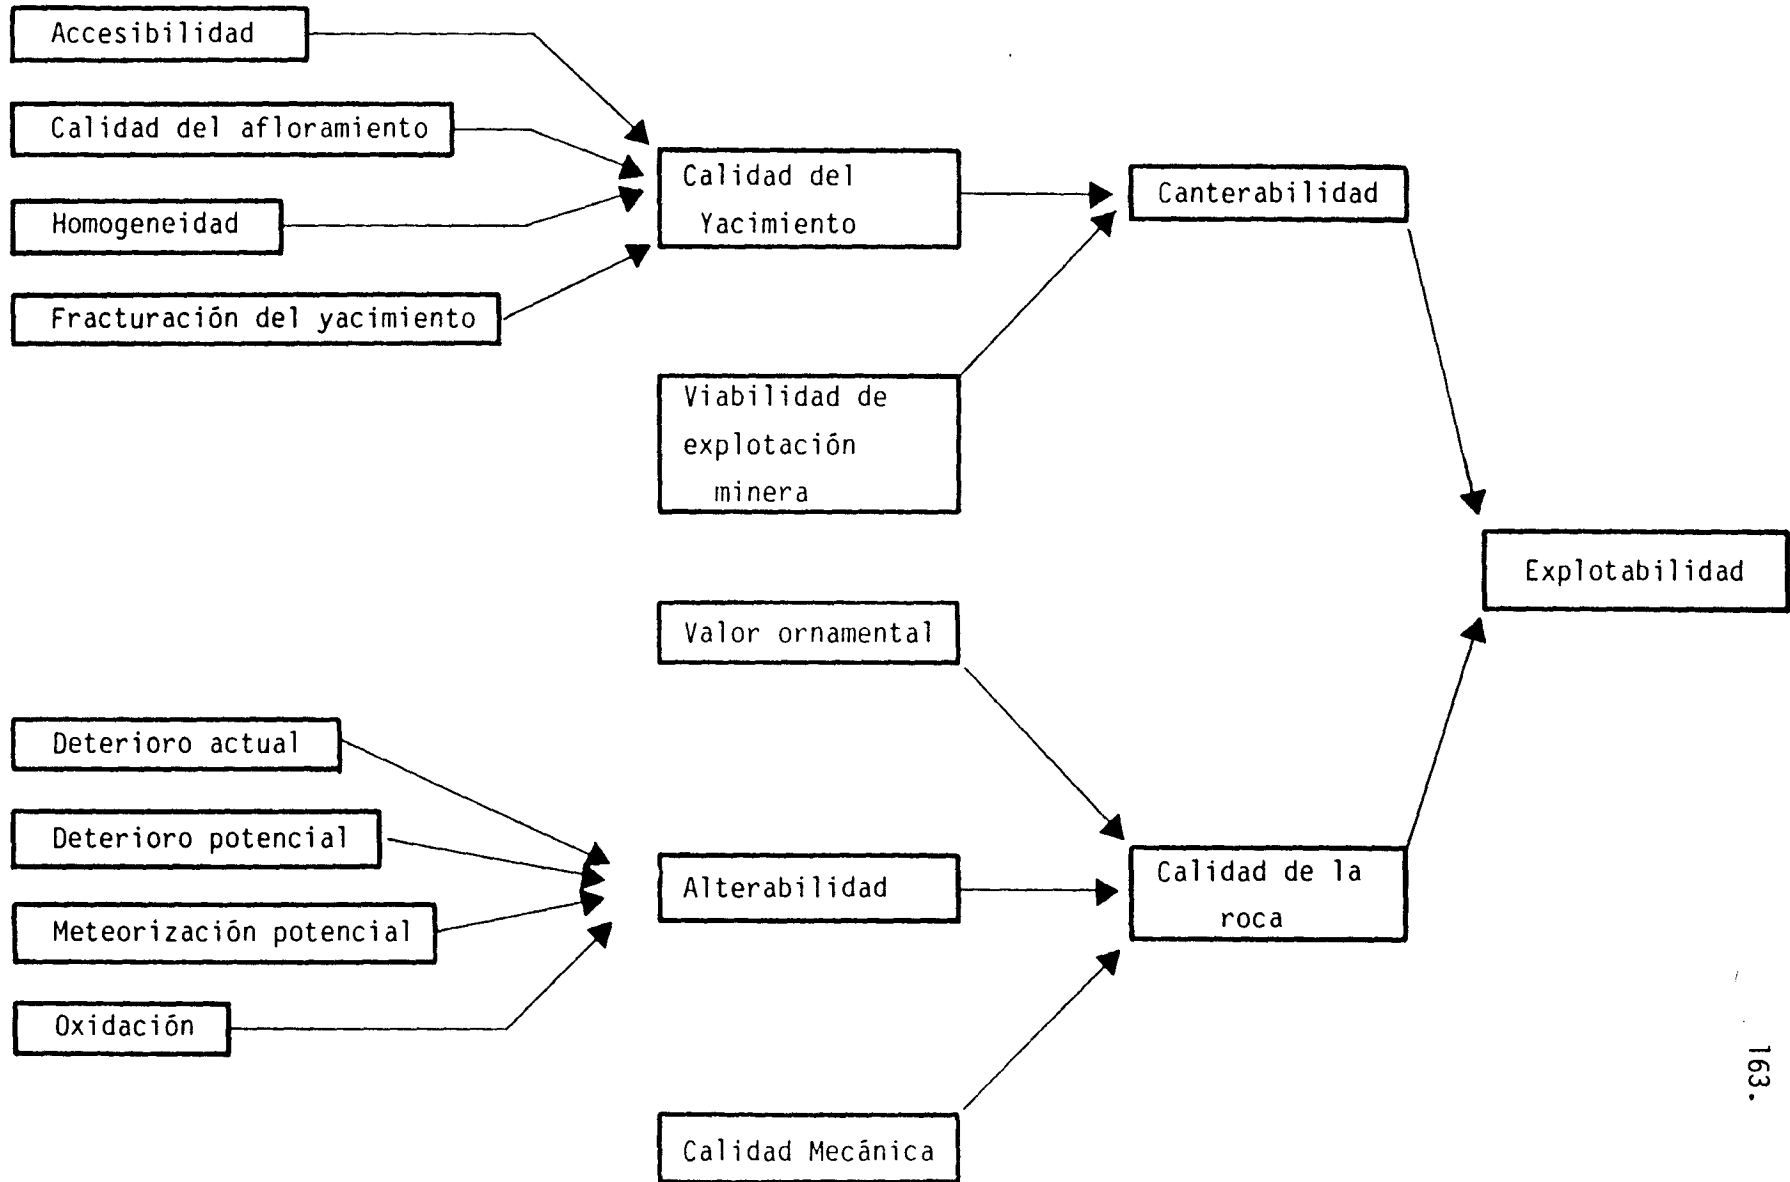 Accesibilidad
Calidad del afloramiento
Homogeneidad
Fracturación del yacimiento
Calidad del
Yacimiento
Canterabilidad
Viabilidad de
explotación
minera
Explotabilidad
Valor ornamental
Deterioro actual
Deterioro potencial
Meteorización potencial
Oxidación
Alterabilidad
Calidad de la
roca
Calidad Mecánica
163.